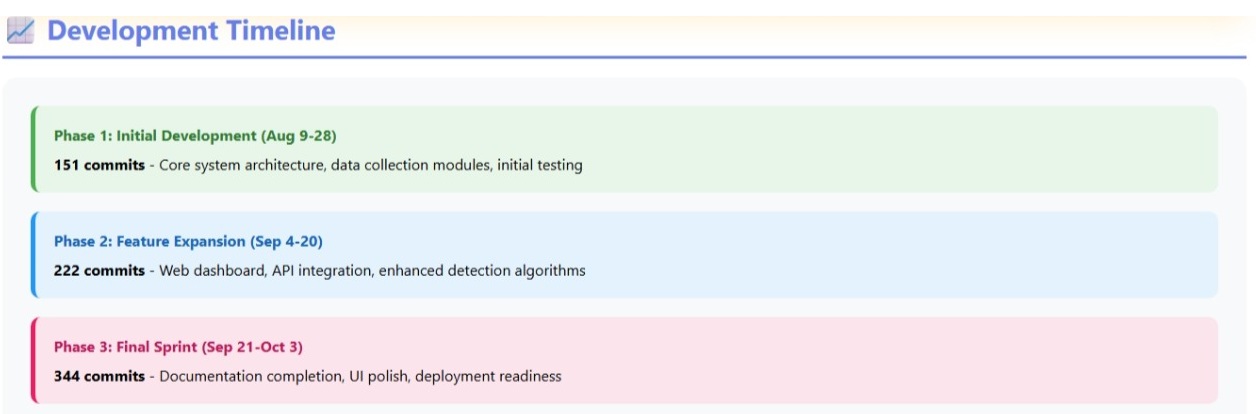 Development Timeline
Phase 1: Initial Development (Aug 9-28)
151 commits - Core system architecture, data collection modules, initial testing
Phase 2: Feature Expansion (Sep 4-20)
222 commits - Web dashboard, API integration, enhanced detection algorithms
Phase 3: Final Sprint (Sep 21-Oct 3)
344 commits - Documentation completion, UI polish, deployment readiness